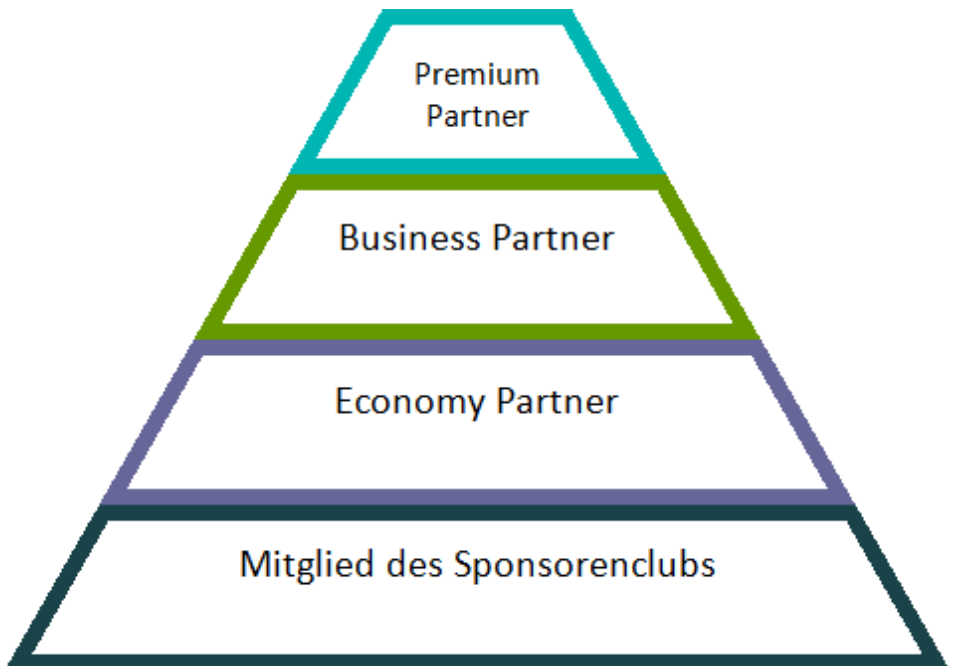 Premium
Partner
Business Partner
Economy Partner
Mitglied des Sponsorenclubs